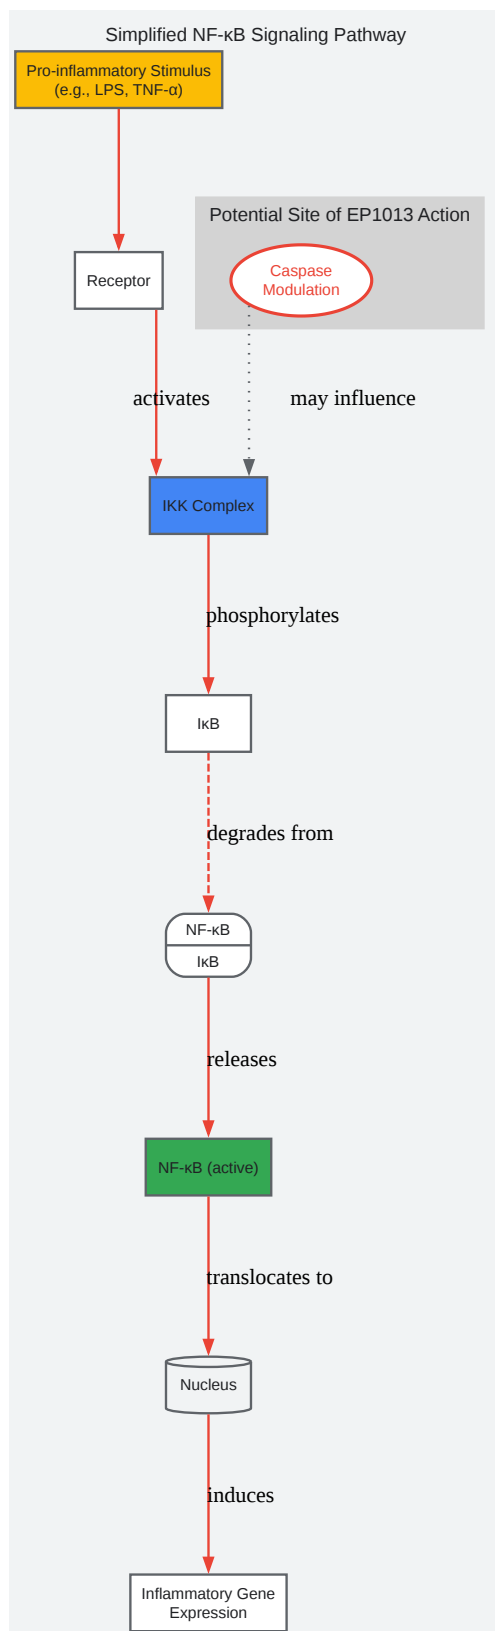 Simplified NF-κB Signaling Pathway
Pro-inflammatory Stimulus
(e.g., LPS, TNF-α)
Potential Site of EP1013 Action
Caspase
Modulation
Receptor
activates
may influence
IKK Complex
phosphorylates
IκB
degrades from
NF-κB
IκB
releases
NF-κB (active)
translocates to
Nucleus
induces
Inflammatory Gene
Expression